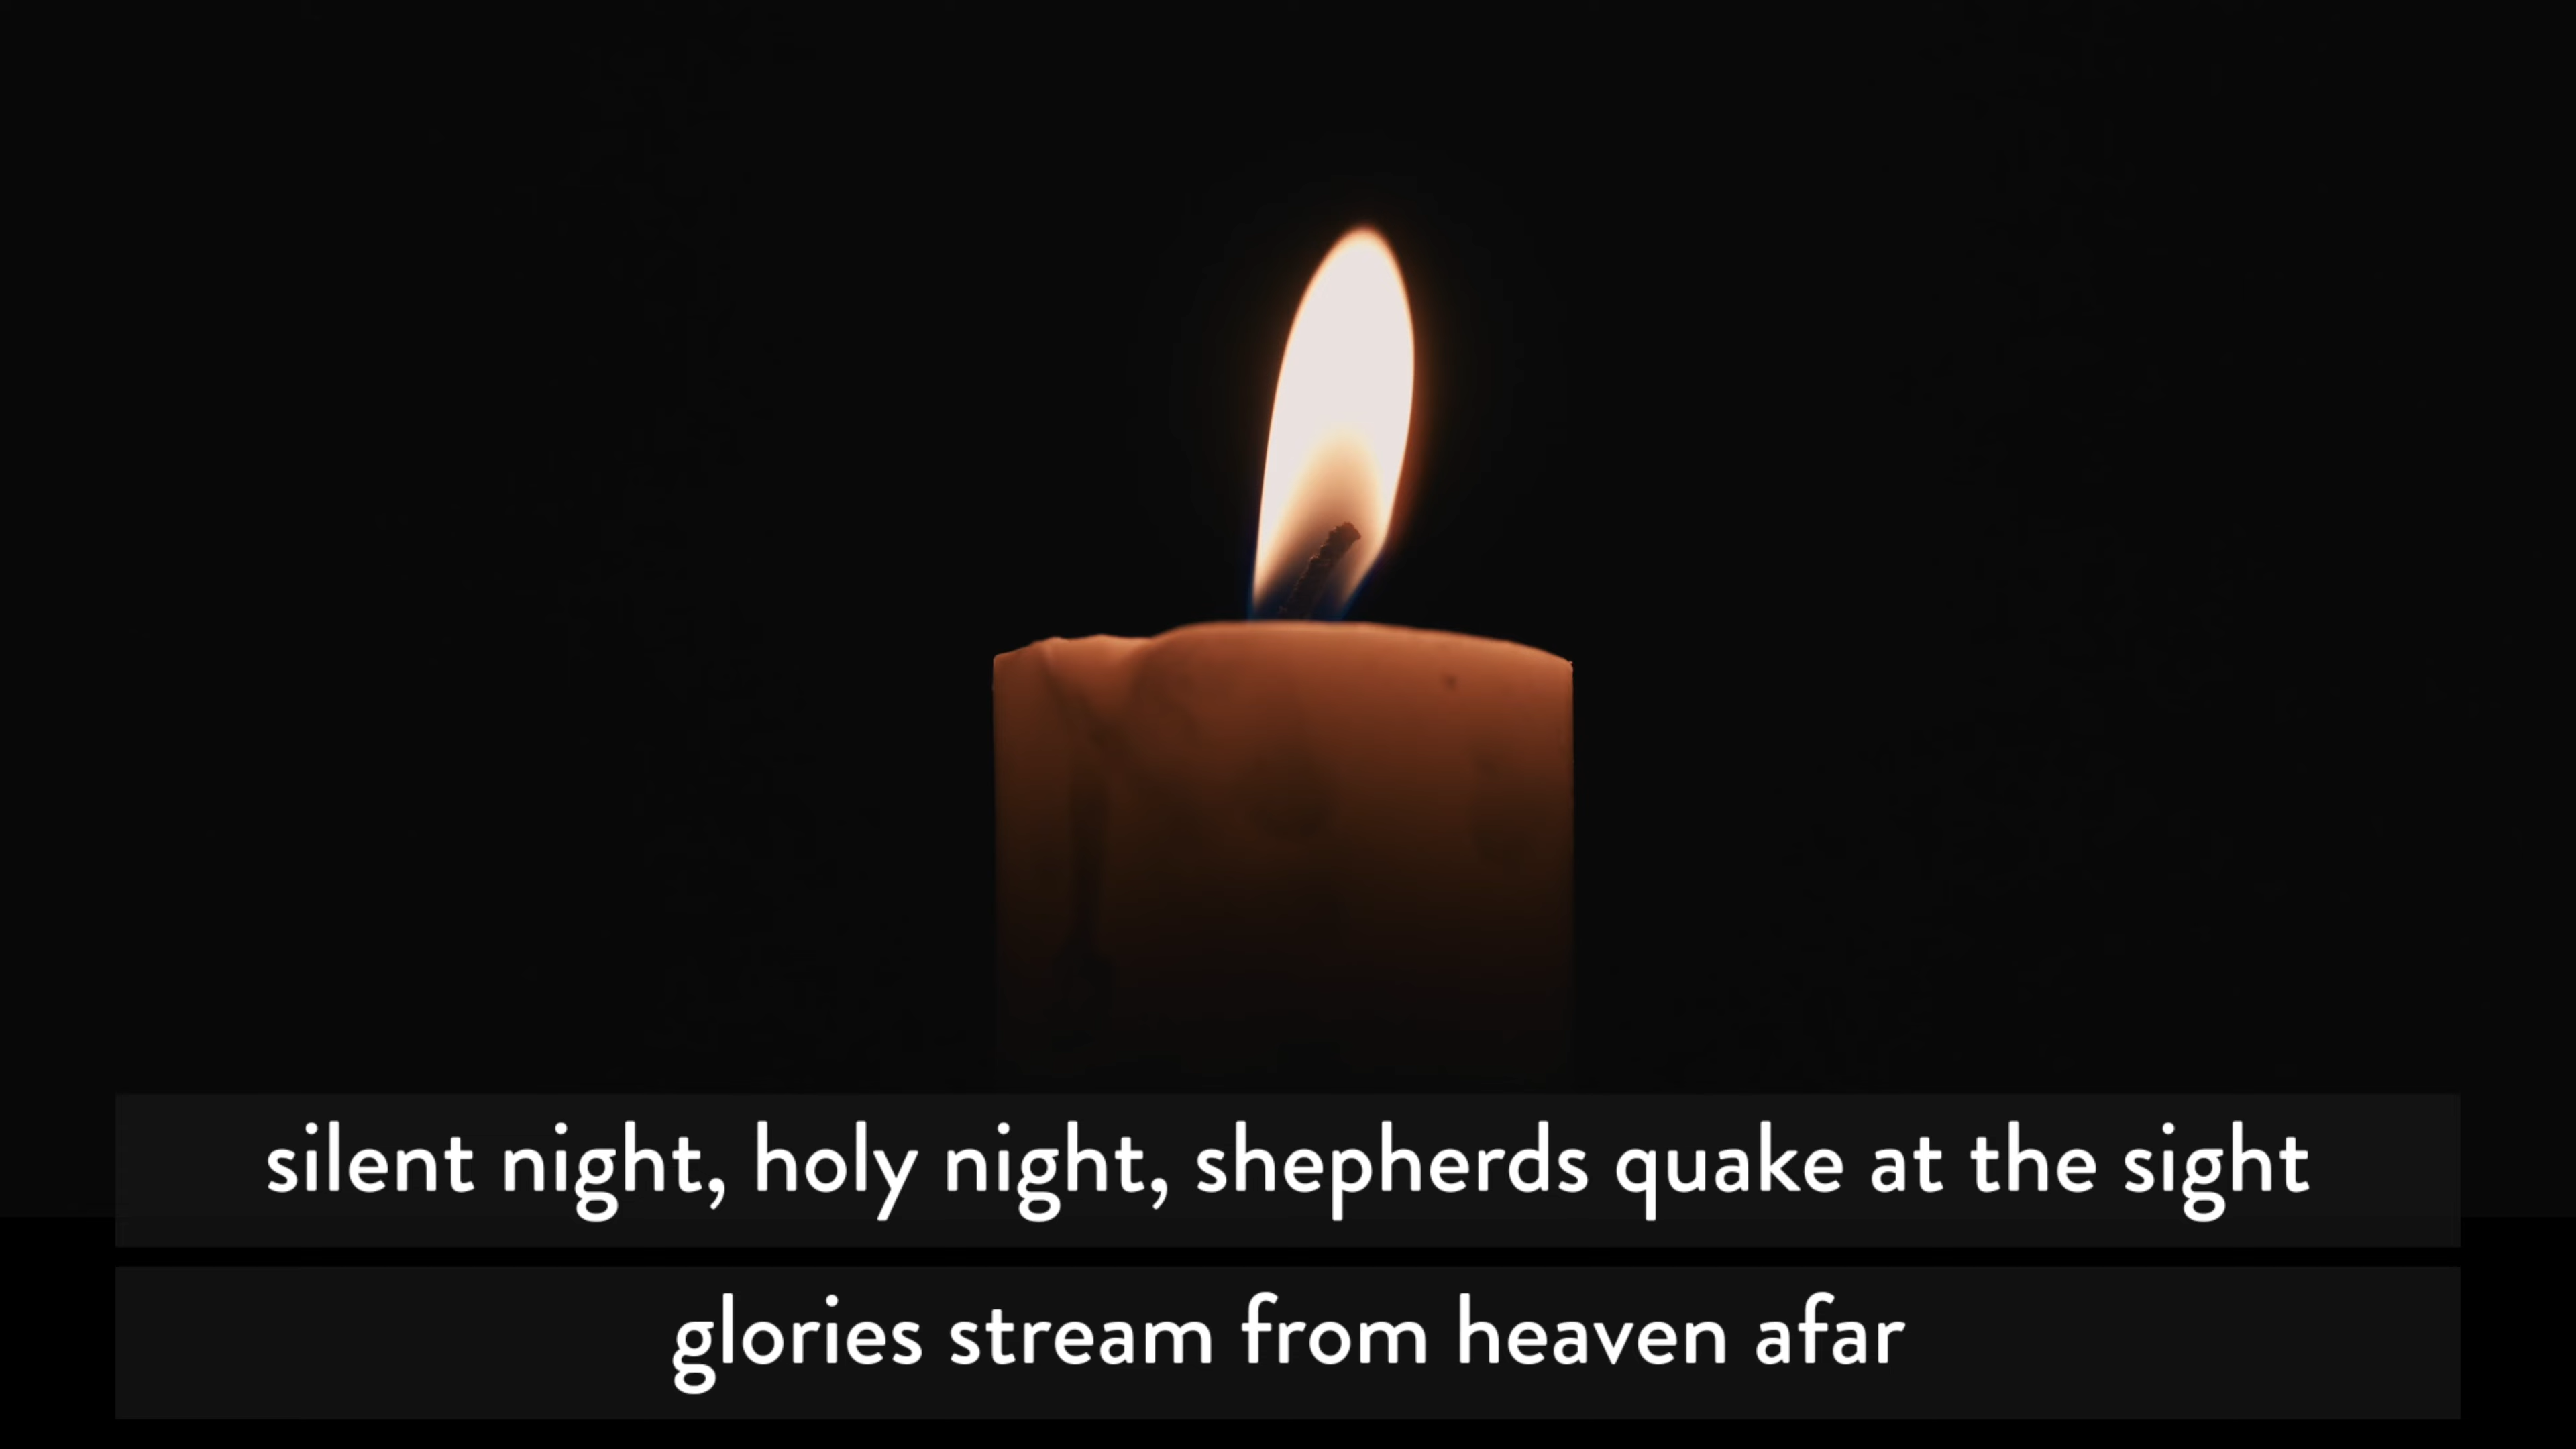 silent night, holy night, shepherds quake at the sight
glories stream from heaven afar